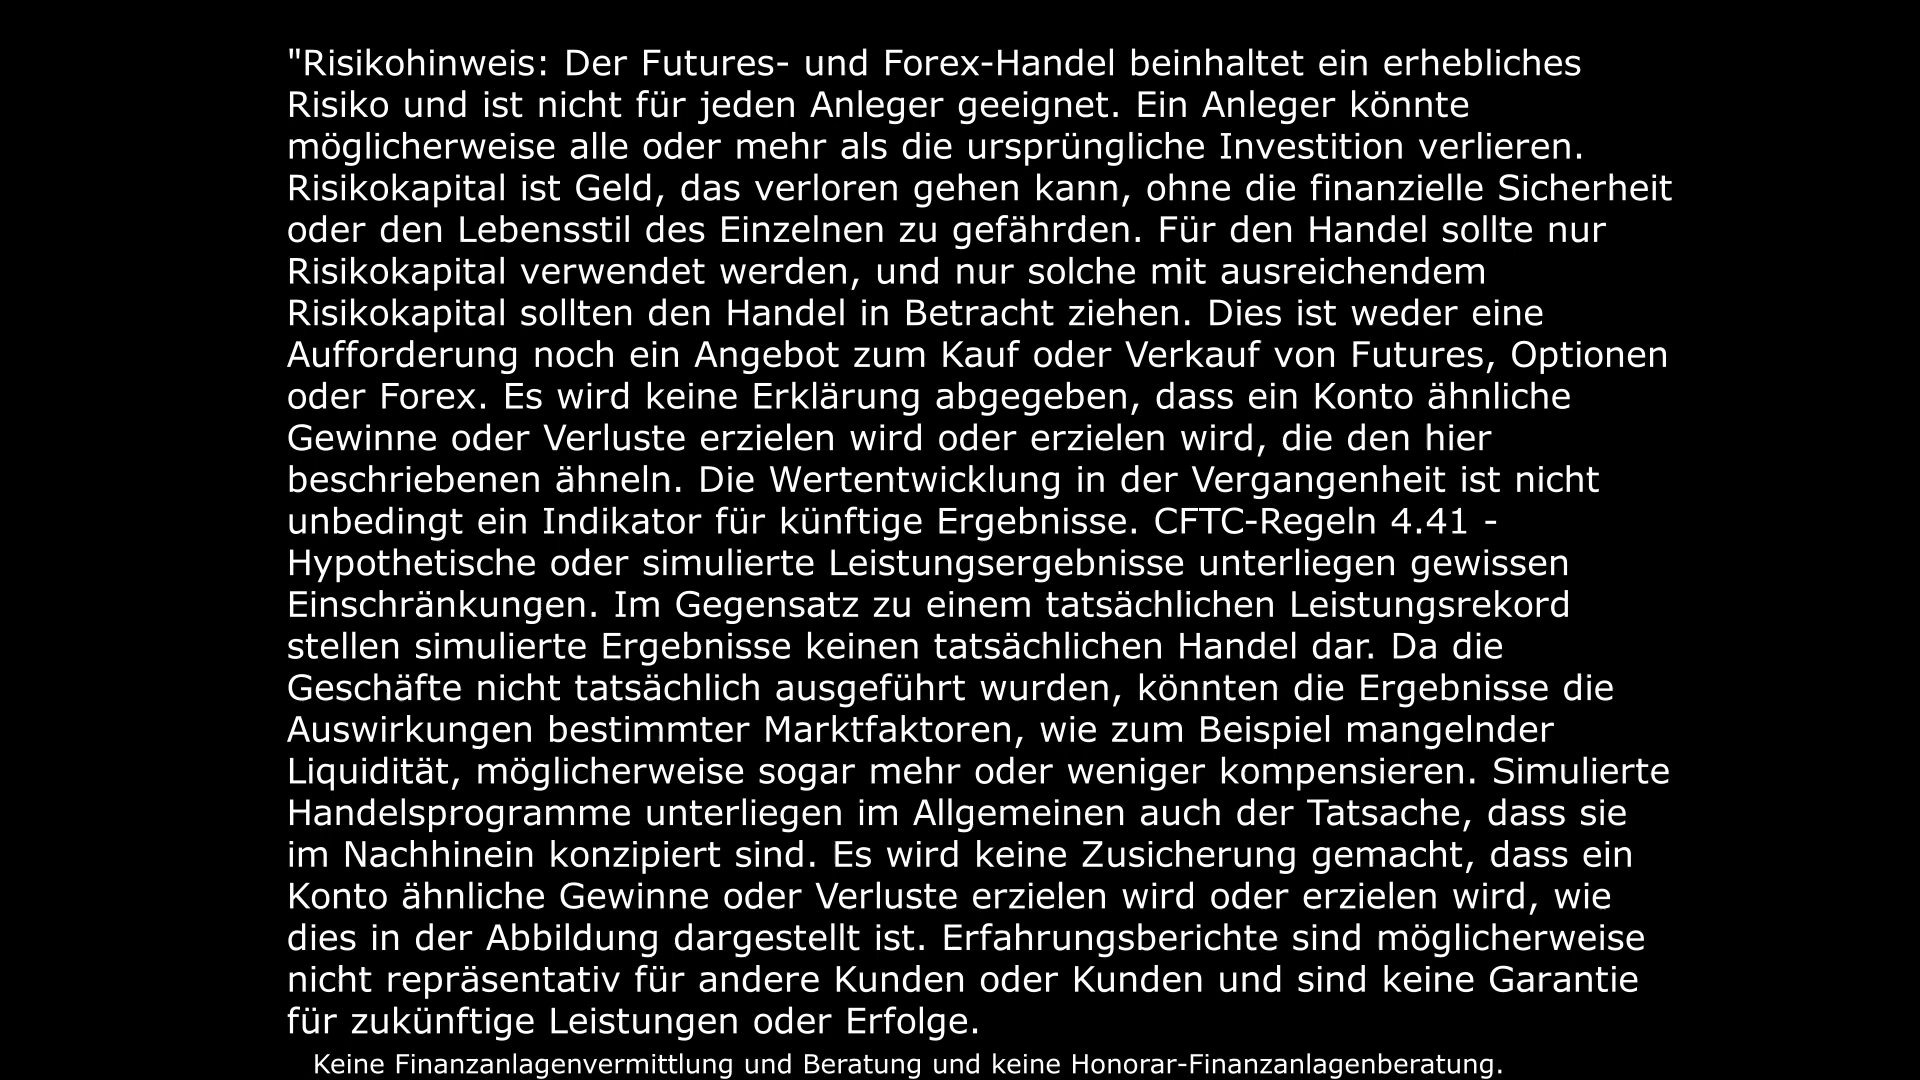 "Risikohinweis: Der Futures- und Forex-Handel beinhaltet ein erhebliches
Risiko und ist nicht für jeden Anleger geeignet. Ein Anleger könnte
möglicherweise alle oder mehr als die ursprüngliche Investition verlieren.
Risikokapital ist Geld, das verloren gehen kann, ohne die finanzielle Sicherheit
oder den Lebensstil des Einzelnen zu gefährden. Für den Handel sollte nur
Risikokapital verwendet werden, und nur solche mit ausreichendem
Risikokapital sollten den Handel in Betracht ziehen. Dies ist weder eine
Aufforderung noch ein Angebot zum Kauf oder Verkauf von Futures, Optionen
oder Forex. Es wird keine Erklärung abgegeben, dass ein Konto ähnliche
Gewinne oder Verluste erzielen wird oder erzielen wird, die den hier
beschriebenen ähneln. Die Wertentwicklung in der Vergangenheit ist nicht
unbedingt ein Indikator für künftige Ergebnisse. CFTC-Regeln 4.41 -
Hypothetische oder simulierte Leistungsergebnisse unterliegen gewissen
Einschränkungen. Im Gegensatz zu einem tatsächlichen Leistungsrekord
stellen simulierte Ergebnisse keinen tatsächlichen Handel dar. Da die
Geschäfte nicht tatsächlich ausgeführt wurden, könnten die Ergebnisse die
Auswirkungen bestimmter Marktfaktoren, wie zum Beispiel mangelnder
Liquidität, möglicherweise sogar mehr oder weniger kompensieren. Simulierte
Handelsprogramme unterliegen im Allgemeinen auch der Tatsache, dass sie
im Nachhinein konzipiert sind. Es wird keine Zusicherung gemacht, dass ein
Konto ähnliche Gewinne oder Verluste erzielen wird oder erzielen wird, wie
dies in der Abbildung dargestellt ist. Erfahrungsberichte sind möglicherweise
nicht repräsentativ für andere Kunden oder Kunden und sind keine Garantie
für zukünftige Leistungen oder Erfolge.
Keine Finanzanlagenvermittlung und Beratung und keine Honorar-Finanzanlagenberatung.